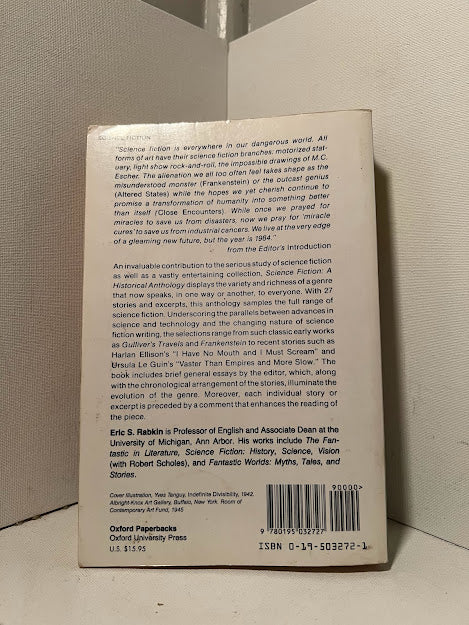 SCIENCE FICTION
"Science fiction is everywhere in our dangerous world. All
forms of art have their science fiction branches: motorized stat-
uary, light show rock-and-roll, the impossible drawings of M.C.
Escher. The alienation we all too often feel takes shape as the
misunderstood monster (Frankenstein) or the outcast genius
(Altered States) while the hopes we yet cherish continue to
promise a transformation of humanity into something better
than itself (Close Encounters). While once we prayed for
miracles to save us from disasters, now we pray for 'miracle
cures' to save us from industrial cancers. We live at the very edge
of a gleaming new future, but the year is 1984."
from the Editor's Introduction
An invaluable contribution to the serious study of science fiction
as well as a vastly entertaining collection, Science Fiction: A
Historical Anthology displays the variety and richness of a genre
that now speaks, in one way or another, to everyone. With 27
stories and excerpts, this anthology samples the full range of
science fiction. Underscoring the parallels between advances in
science and technology and the changing nature of science
fiction writing, the selections range from such classic early works
as Gulliver's Travels and Frankenstein to recent stories such as
Harlan Ellison's "I Have No Mouth and I Must Scream" and
Ursula Le Guin's "Vaster Than Empires and More Slow." The
book includes brief general essays by the editor, which, along
with the chronological arrangement of the stories, illuminate the
evolution of the genre. Moreover, each individual story or
excerpt is preceded by a comment that enhances the reading of
the piece.
Eric S. Rabkin is Professor of English and Associate Dean at the
University of Michigan, Ann Arbor. His works include The Fan-
tastic in Literature, Science Fiction: History, Science, Vision
(with Robert Scholes), and Fantastic Worlds: Myths, Tales, and
Stories.
Cover illustration, Yves Tanguy, Indefinite Divisibility, 1942,
Albright-Knox Art Gallery, Buffalo, New York. Room of
Contemporary Art Fund, 1945
90000>
9 780195 032727
Oxford Paperbacks
Oxford University Press
U.S. $15.95
ISBN 0-19-503272-1